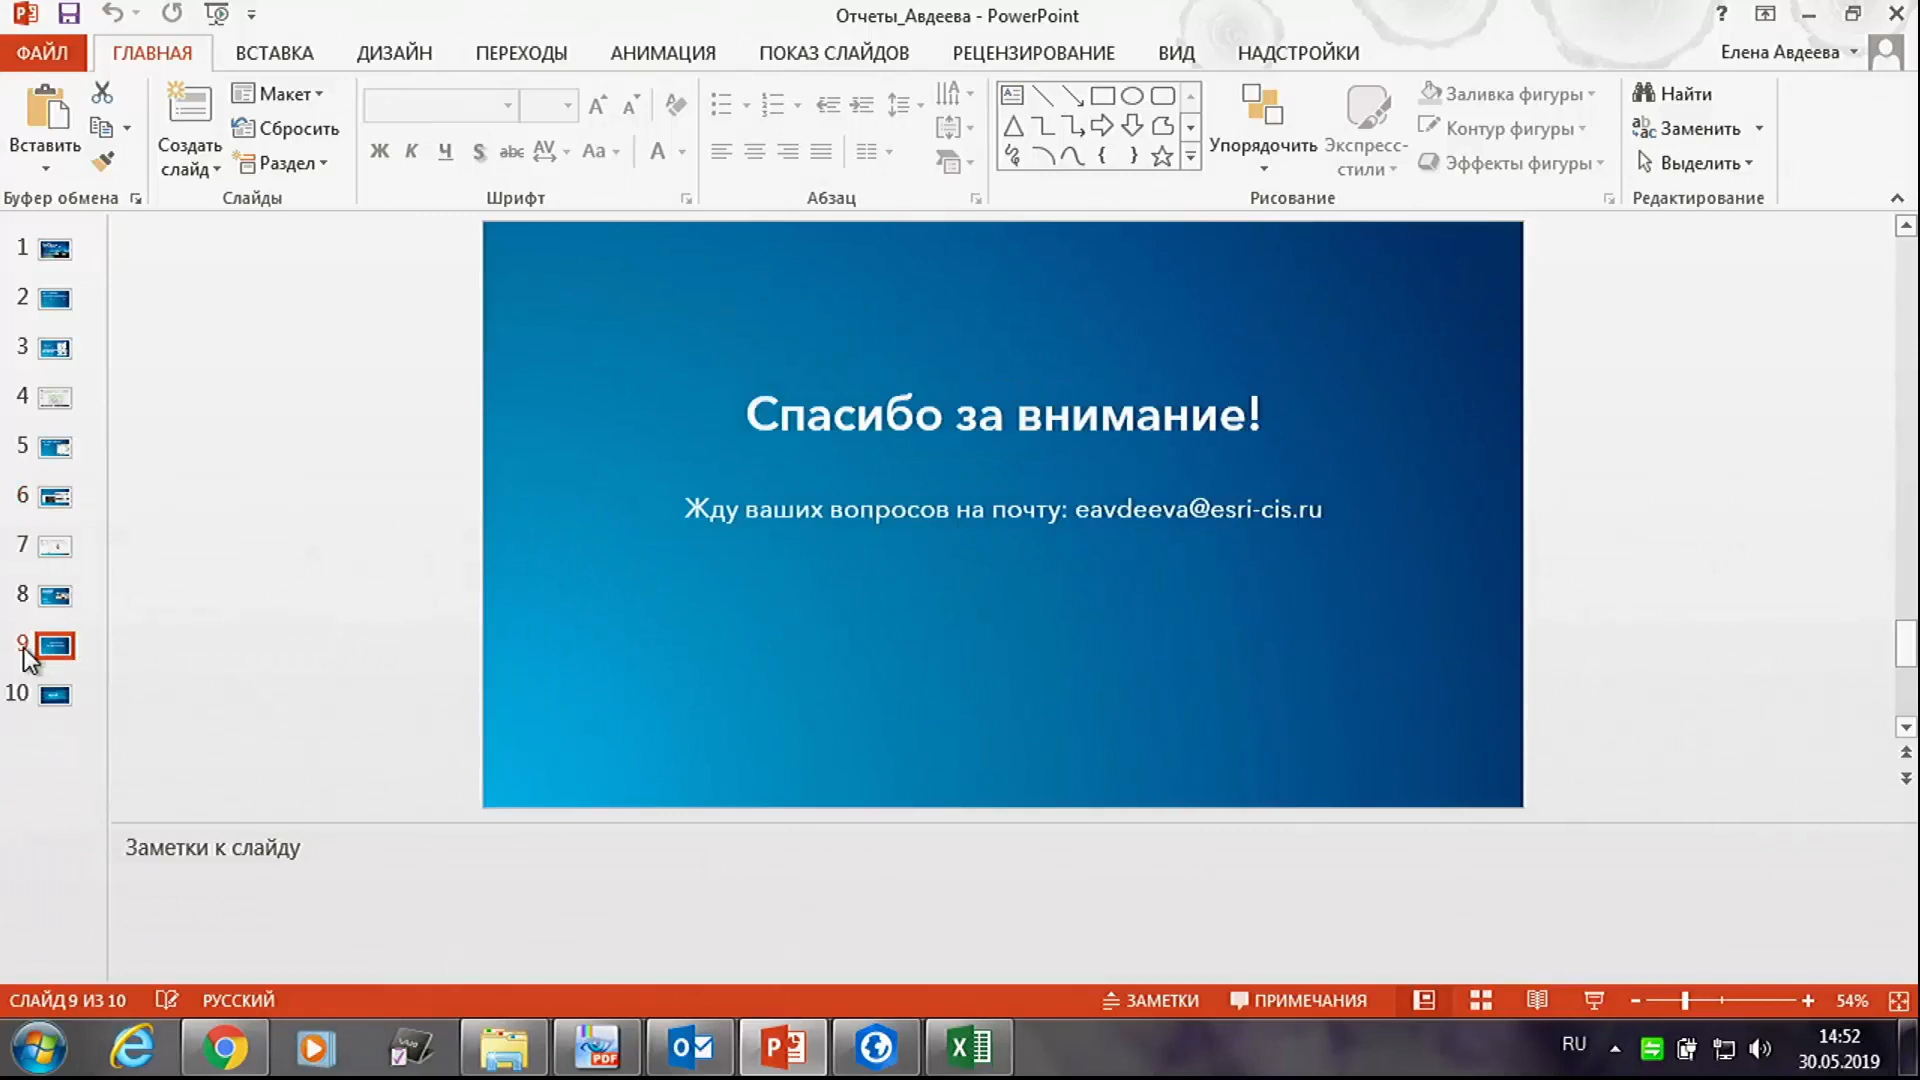 Отчеты_Авдеева - PowerPoint
?
ФАЙЛ ГЛАВНАЯ ВСТАВКА ДИЗАЙН ПЕРЕХОДЫ АНИМАЦИЯ ПОКАЗ СЛАЙДОВ РЕЦЕНЗИРОВАНИЕ ВИД НАДСТРОЙКИ Елена Авдеева
Вставить
Создать слайд
Макет
Сбросить
Раздел
Ж К Ч S abc AV Aa A
Упорядочить
Экспресс-стили
Заливка фигуры
Контур фигуры
Эффекты фигуры
Найти
Заменить
Выделить
Буфер обмена Слайды Шрифт Абзац Рисование Редактирование
1
2
3
4
5
6
7
8
9
10
Спасибо за внимание!
Жду ваших вопросов на почту: eavdeeva@esri-cis.ru
Заметки к слайду
СЛАЙД 9 ИЗ 10 РУССКИЙ ЗАМЕТКИ ПРИМЕЧАНИЯ 54%
RU 14:52
30.05.2019